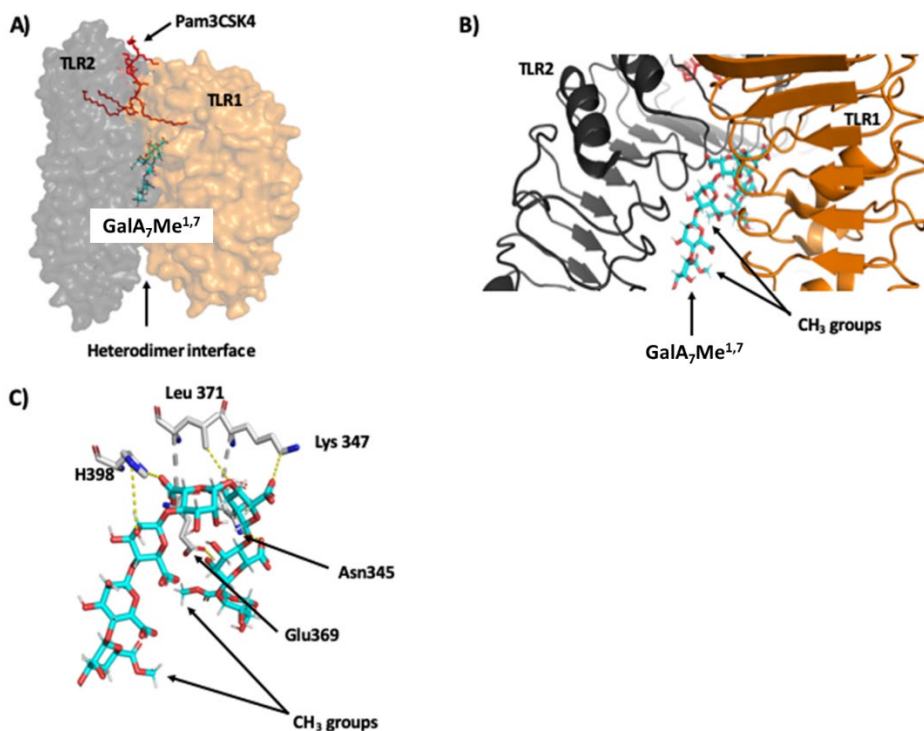 A)
Pam3CSK4
TLR2
TLR1
GalA₇Me¹,⁷
Heterodimer interface
B)
TLR2
TLR1
CH₃ groups
GalA₇Me¹,⁷
C)
Leu 371
Lys 347
H398
Asn345
Glu369
CH₃ groups